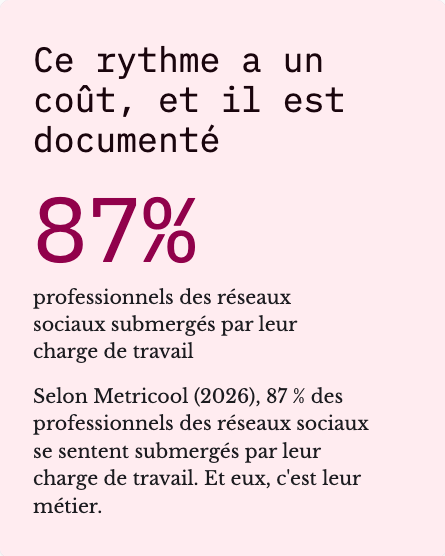 Ce rythme a un
coût, et il est
documenté
87%
professionnels des réseaux
sociaux submergés par leur
charge de travail
Selon Metricool (2026), 87 % des
professionnels des réseaux sociaux
se sentent submergés par leur
charge de travail. Et eux, c'est leur
métier.